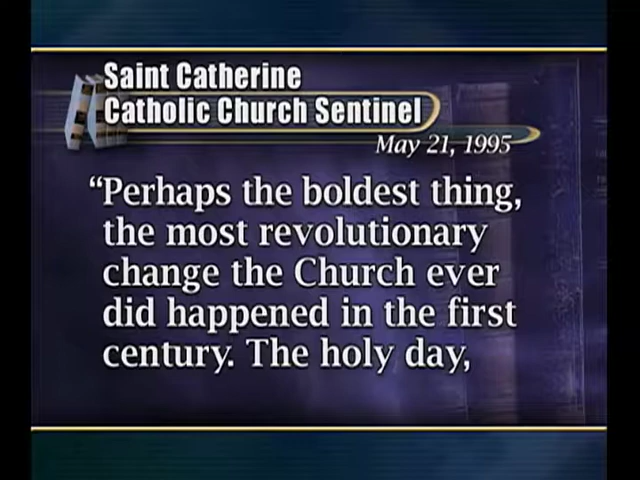 Saint Catherine
Catholic Church Sentinel
May 21, 1995
“Perhaps the boldest thing,
the most revolutionary
change the Church ever
did happened in the first
century. The holy day,